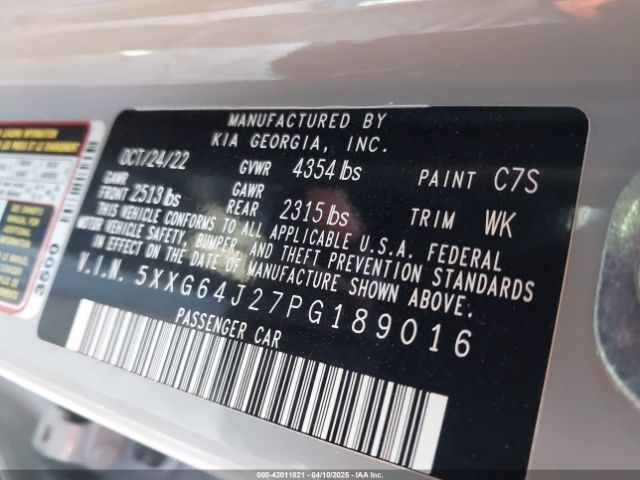 MANUFACTURED BY
KIA GEORGIA, INC.
OCT/24/22 GVWR 4354 lbs PAINT C7S
GAWR FRONT 2513 lbs GAWR REAR 2315 lbs TRIM WK
THIS VEHICLE CONFORMS TO ALL APPLICABLE U.S.A. FEDERAL
MOTOR VEHICLE SAFETY, BUMPER, AND THEFT PREVENTION STANDARDS
IN EFFECT ON THE DATE OF MANUFACTURE SHOWN ABOVE.
V.I.N. 5XXG64J27PG189016
PASSENGER CAR
3600
000-42011821 - 04/10/2025 - IAA Inc.